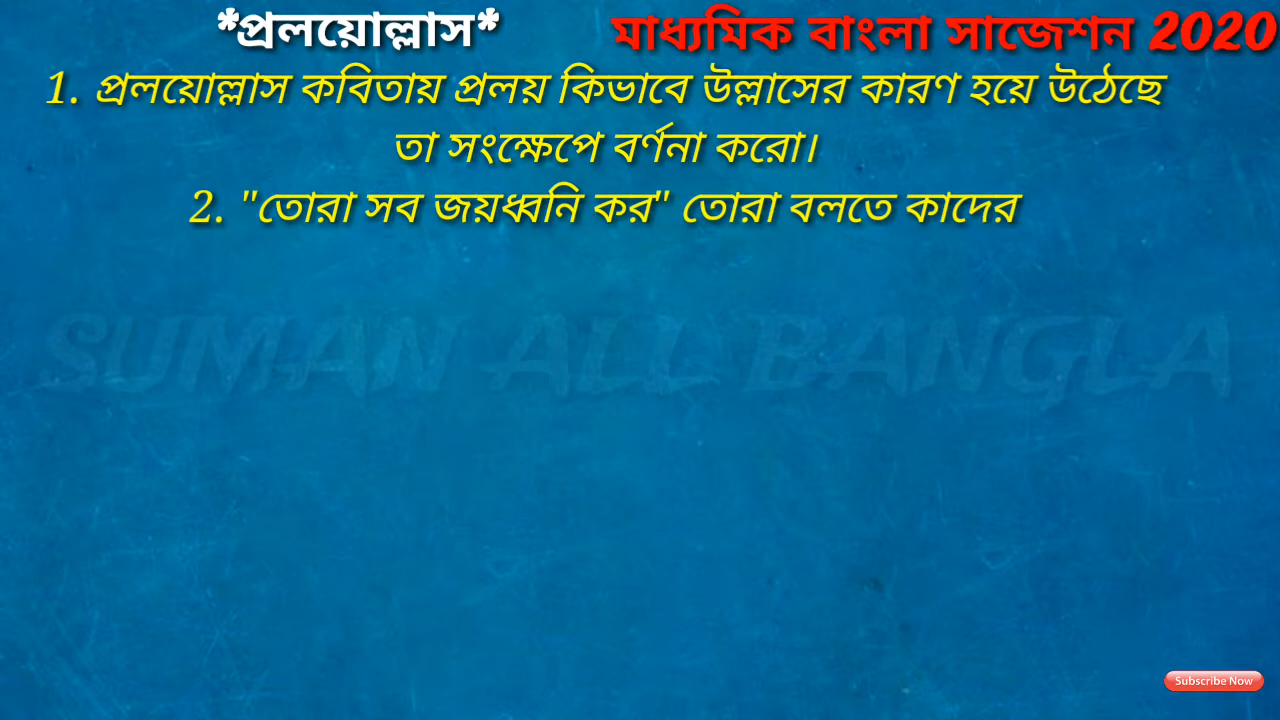 *প্রলয়োল্লাস* মাধ্যমিক বাংলা সাজেশন 2020
1. প্রলয়োল্লাস কবিতায় প্রলয় কিভাবে উল্লাসের কারণ হয়ে উঠেছে
তা সংক্ষেপে বর্ণনা করো।
2. "তোরা সব জয়ধ্বনি কর" তোরা বলতে কাদের
SUMAN ALL BANGLA
Subscribe Now